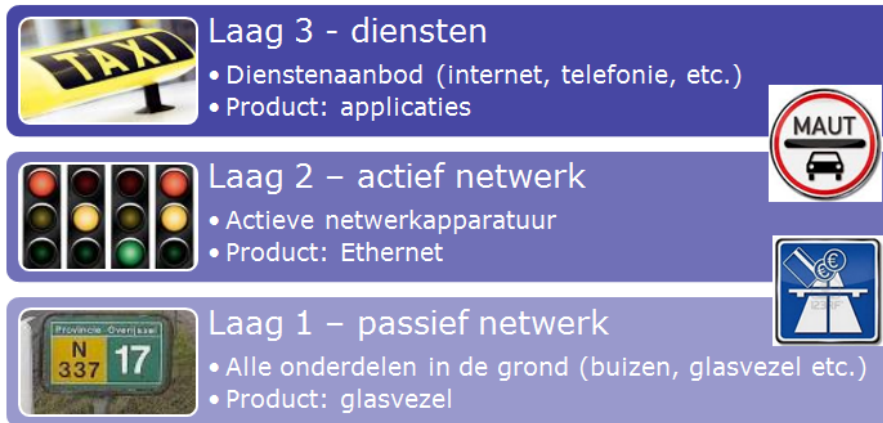 TAXI
Laag 3 - diensten
• Dienstenaanbod (internet, telefonie, etc.)
• Product: applicaties
MAUT
Laag 2 – actief netwerk
• Actieve netwerkapparatuur
• Product: Ethernet
Provincie Overijssel
N
337
17
Laag 1 – passief netwerk
• Alle onderdelen in de grond (buizen, glasvezel etc.)
• Product: glasvezel